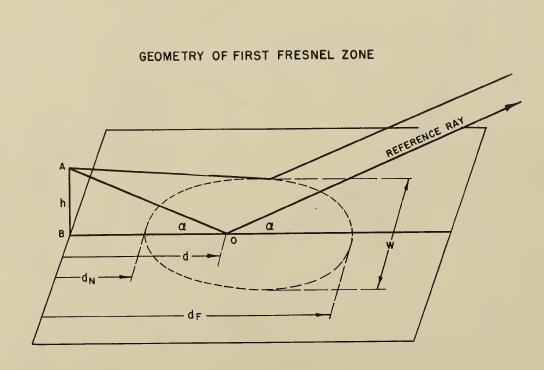 GEOMETRY OF FIRST FRESNEL ZONE
REFERENCE RAY
A
h
B
α
O
α
d
W
dN
dF